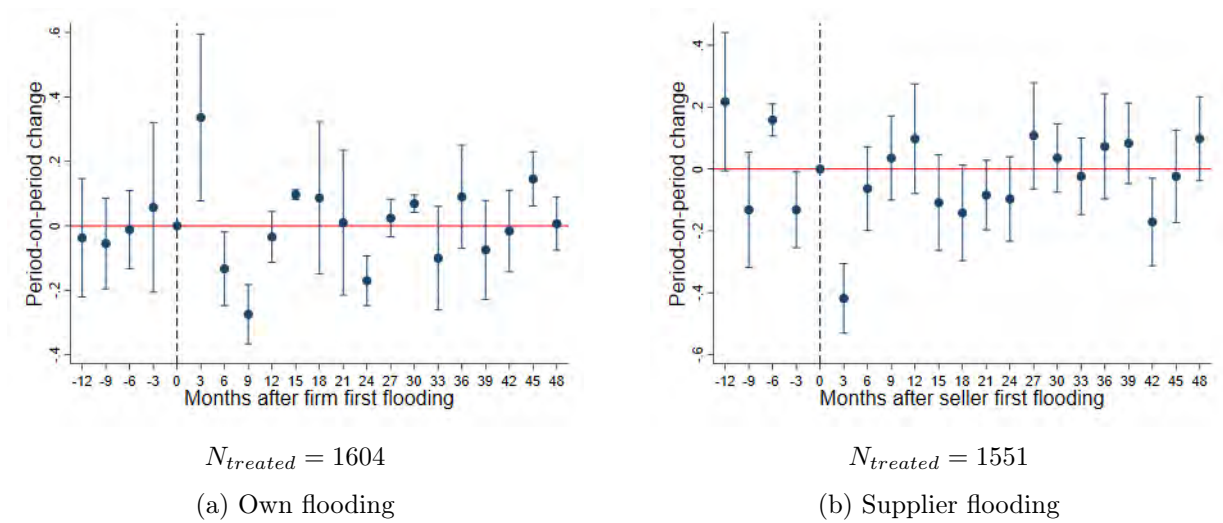 Period-on-period change
.6
.4
.2
0
-.2
-.4
-12 -9 -6 -3 0 3 6 9 12 15 18 21 24 27 30 33 36 39 42 45 48
Months after firm first flooding
N_{treated} = 1604
(a) Own flooding
Period-on-period change
.4
.2
0
-.2
-.4
-.6
-12 -9 -6 -3 0 3 6 9 12 15 18 21 24 27 30 33 36 39 42 45 48
Months after seller first flooding
N_{treated} = 1551
(b) Supplier flooding